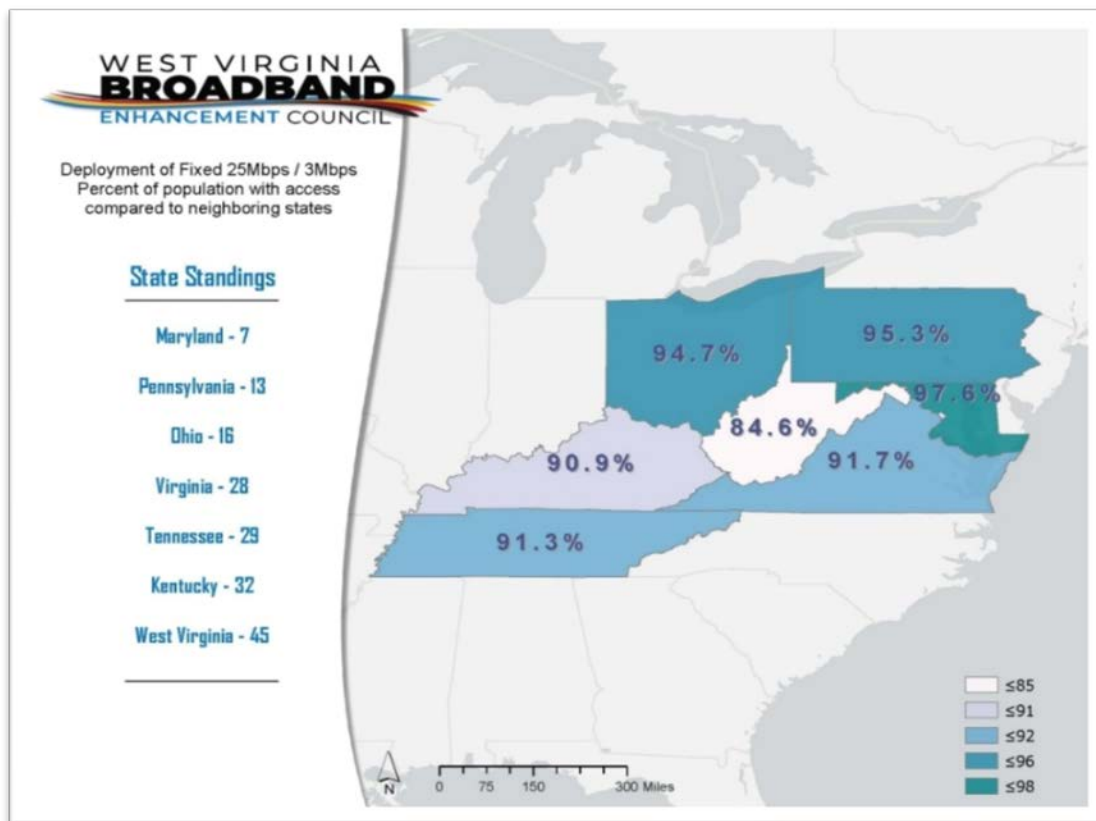 WEST VIRGINIA
BROADBAND
ENHANCEMENT COUNCIL
Deployment of Fixed 25Mbps / 3Mbps
Percent of population with access
compared to neighboring states
State Standings
Maryland - 7
Pennsylvania - 13
Ohio - 16
Virginia - 28
Tennessee - 29
Kentucky - 32
West Virginia - 45
94.7%
95.3%
97.6%
84.6%
90.9%
91.7%
91.3%
≤85
≤91
≤92
≤96
≤98
N
0 75 150 300 Miles